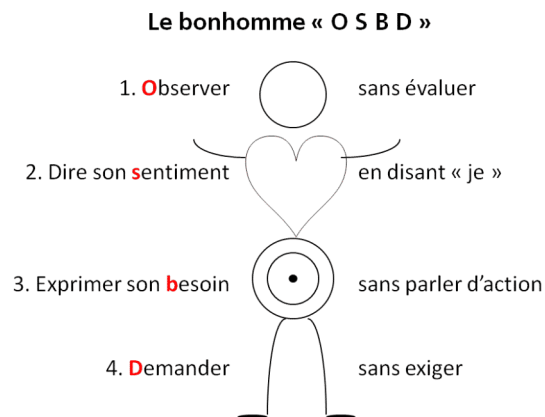 Le bonhomme « O S B D »
1. Observer sans évaluer
2. Dire son sentiment en disant « je »
3. Exprimer son besoin sans parler d'action
4. Demander sans exiger